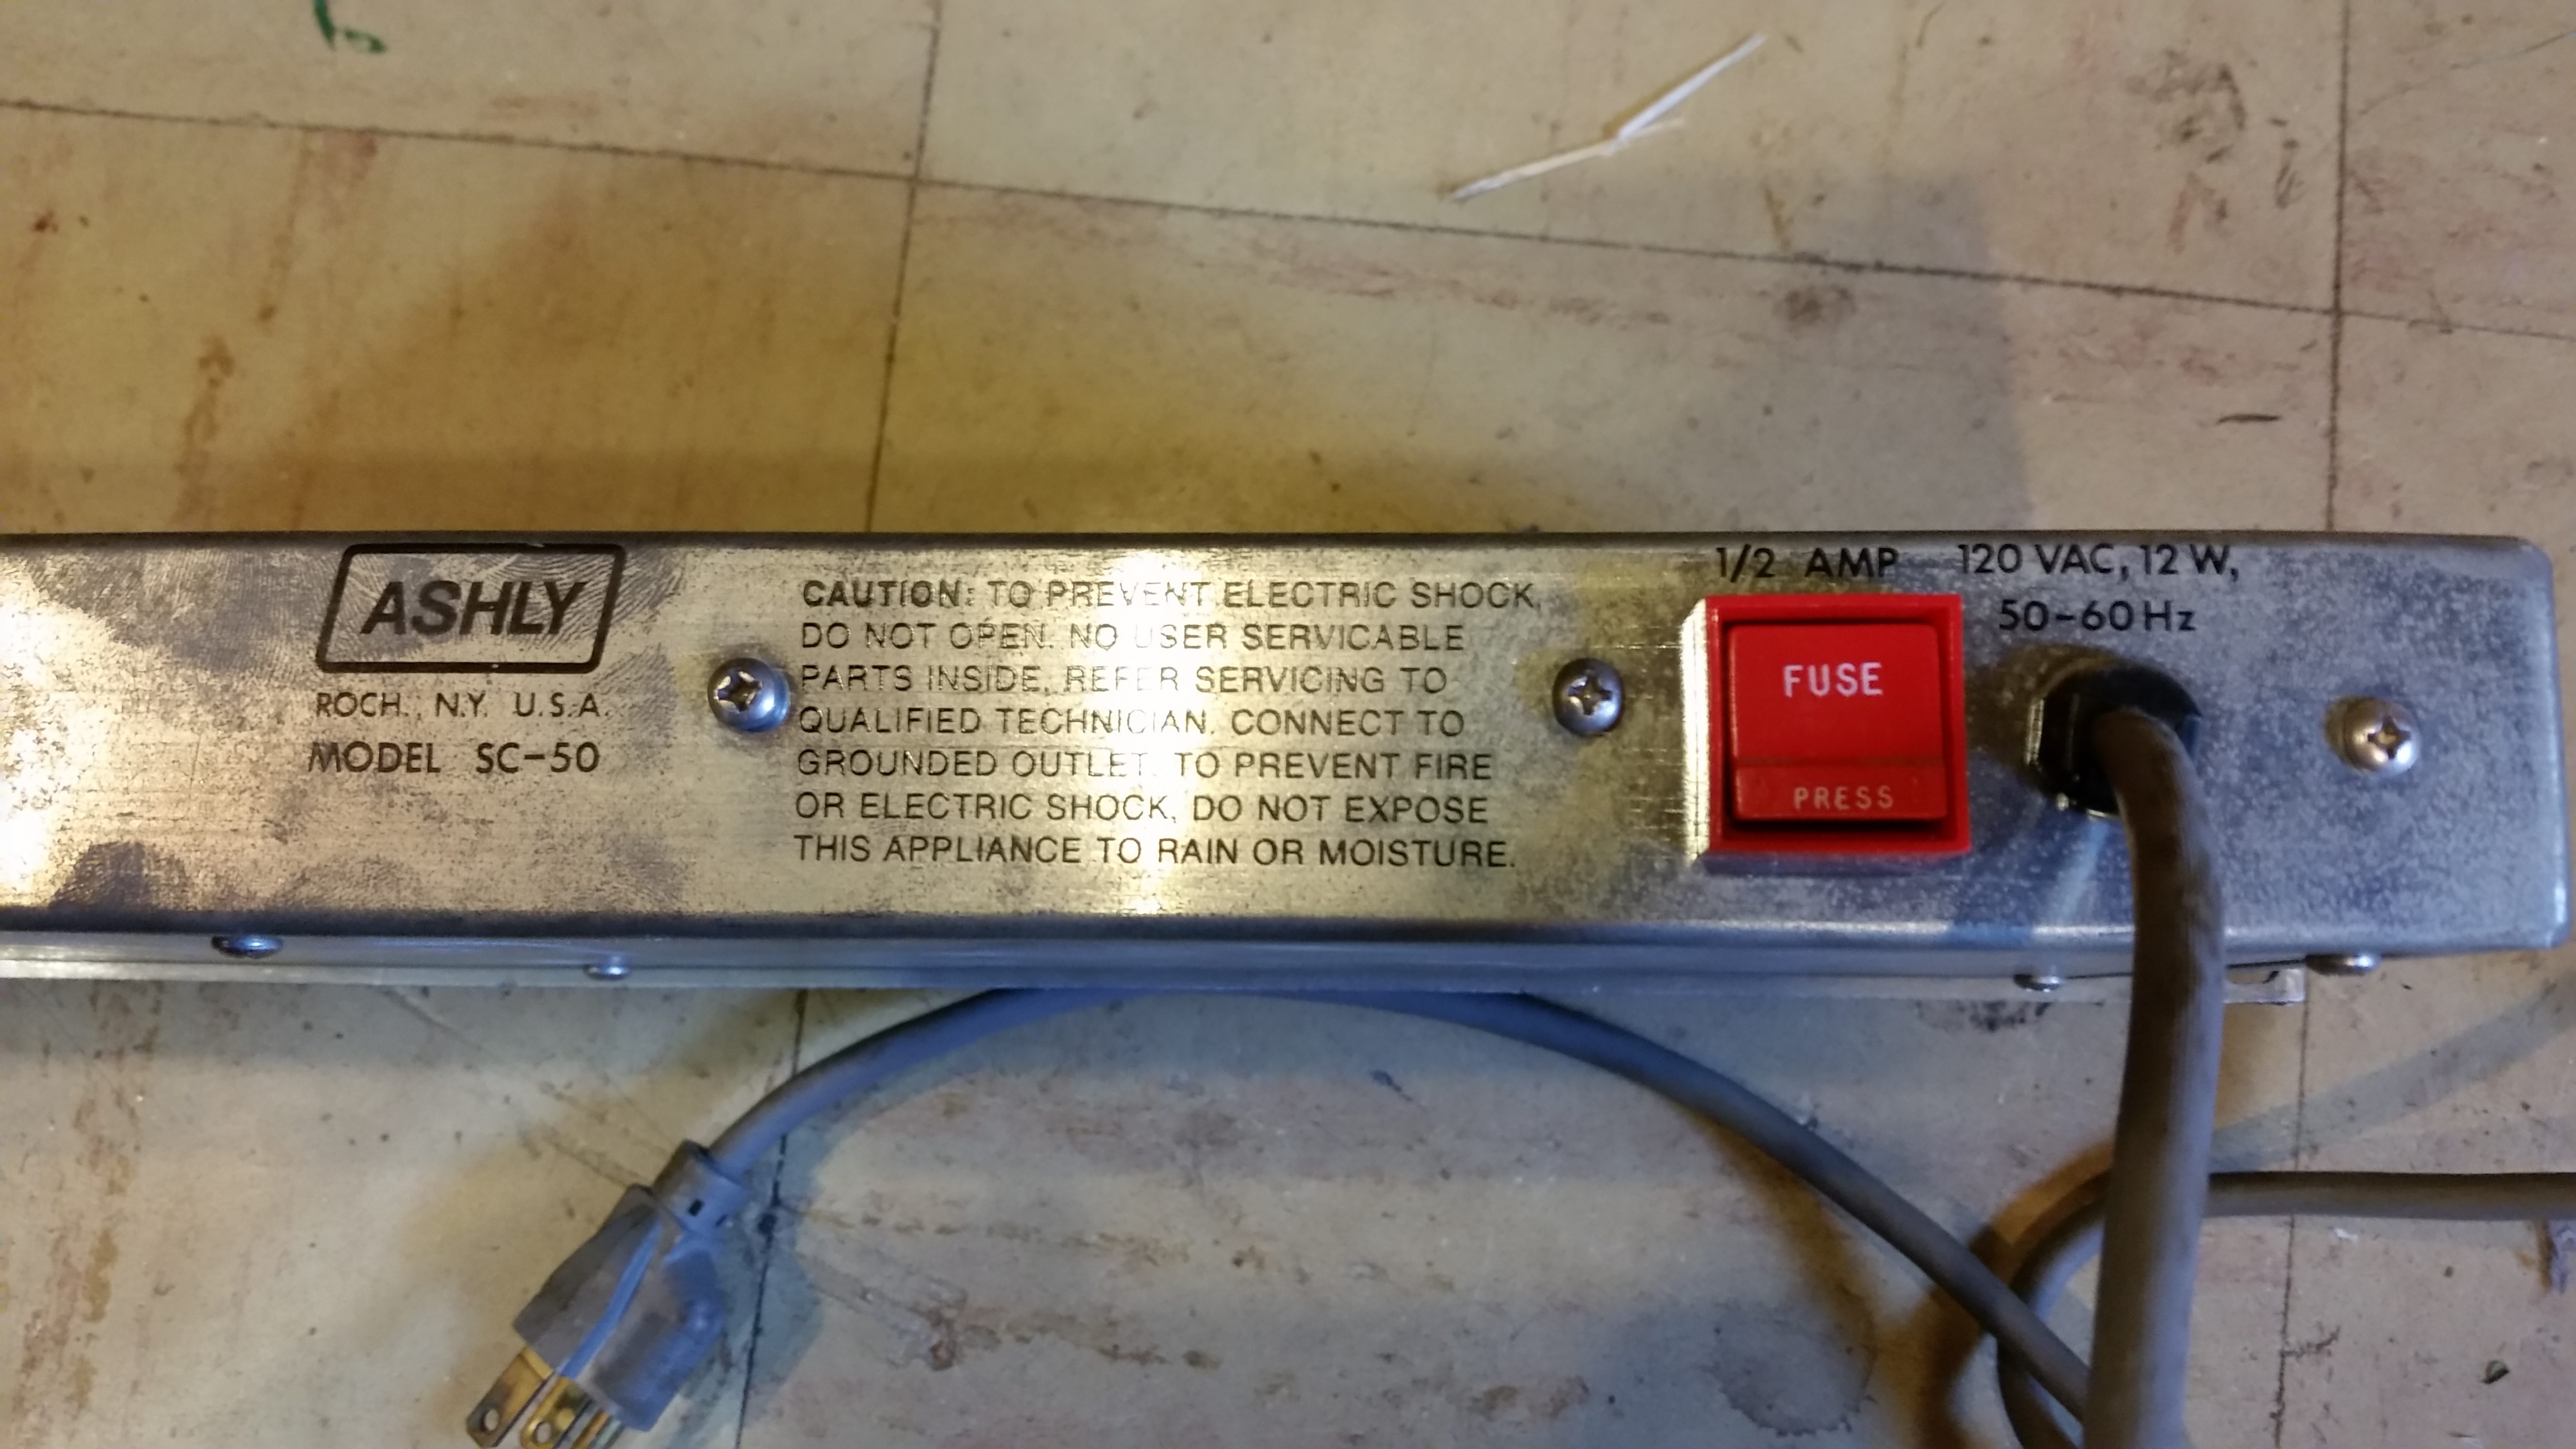 ASHLY
ROCH., N.Y. U.S.A.
MODEL SC-50
CAUTION: TO PREVENT ELECTRIC SHOCK,
DO NOT OPEN. NO USER SERVICABLE
PARTS INSIDE. REFER SERVICING TO
QUALIFIED TECHNICIAN. CONNECT TO
GROUNDED OUTLET. TO PREVENT FIRE
OR ELECTRIC SHOCK, DO NOT EXPOSE
THIS APPLIANCE TO RAIN OR MOISTURE.
1/2 AMP
FUSE
PRESS
120 VAC, 12 W,
50-60 Hz